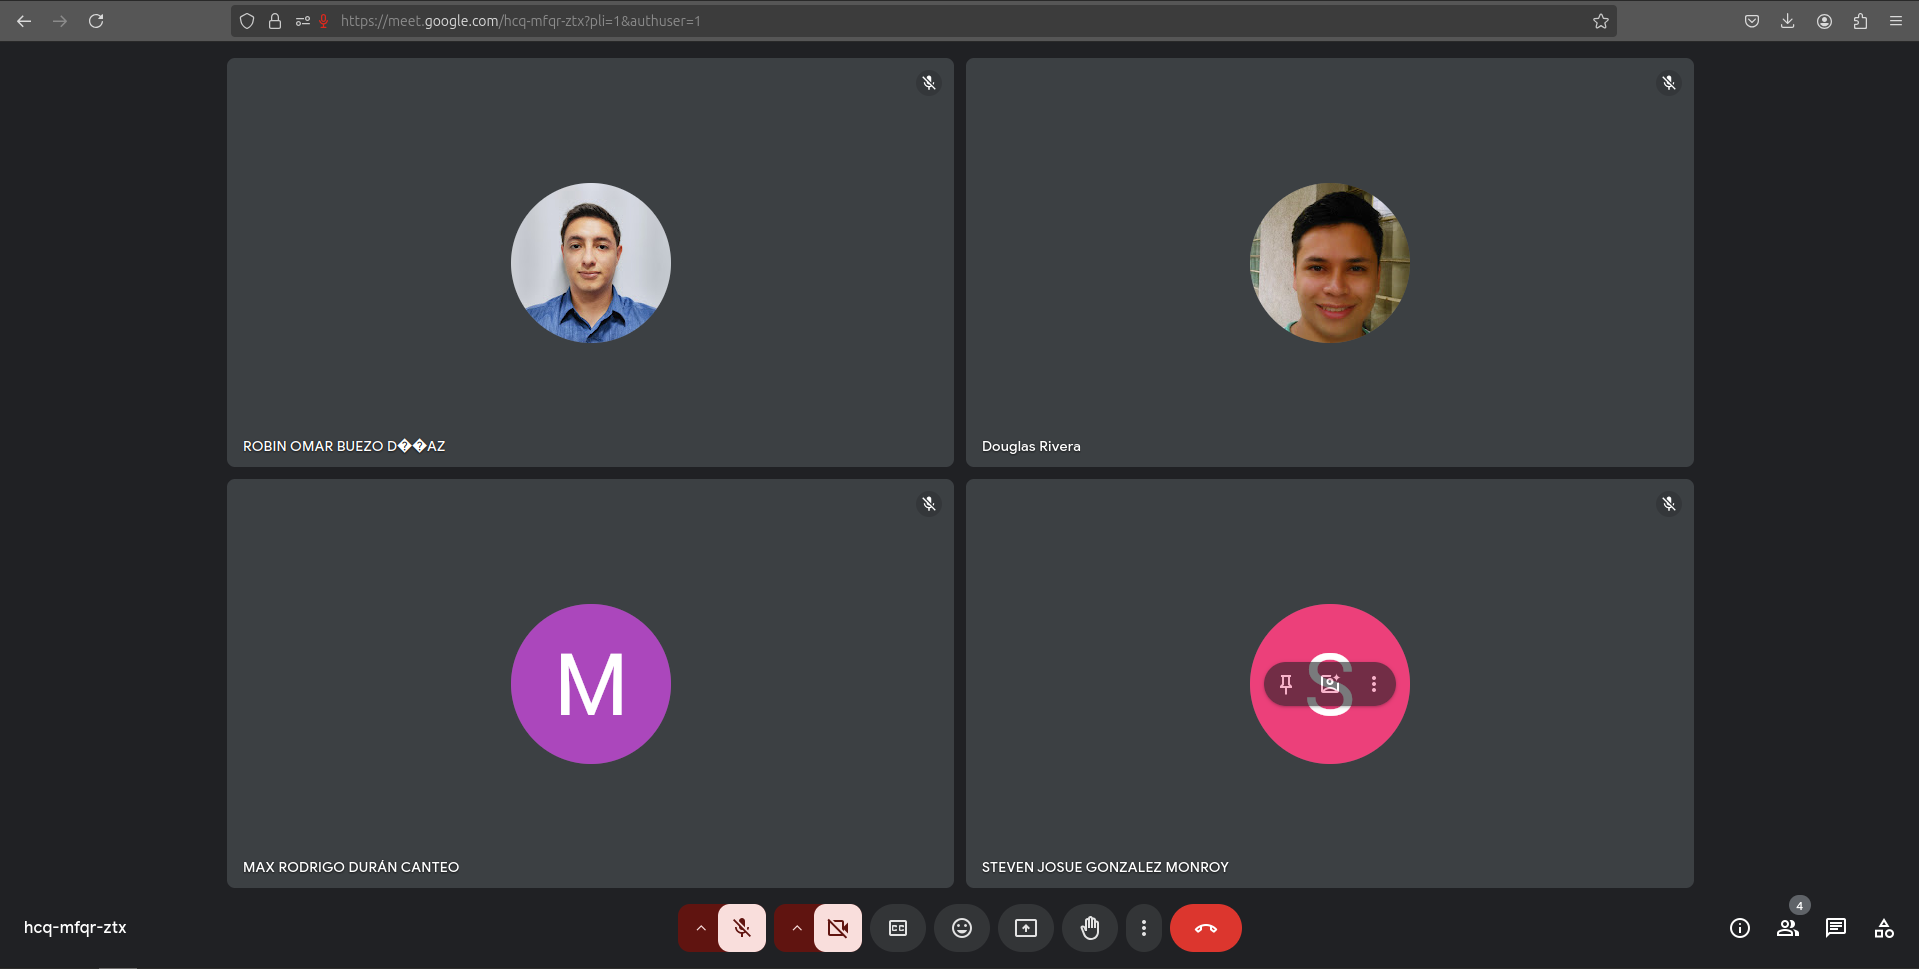 https://meet.google.com/hcq-mfqr-ztx?pli=1&authuser=1
ROBIN OMAR BUEZO D��AZ
Douglas Rivera
M
S
MAX RODRIGO DURÁN CANTEO
STEVEN JOSUE GONZALEZ MONROY
hcq-mfqr-ztx
CC
4